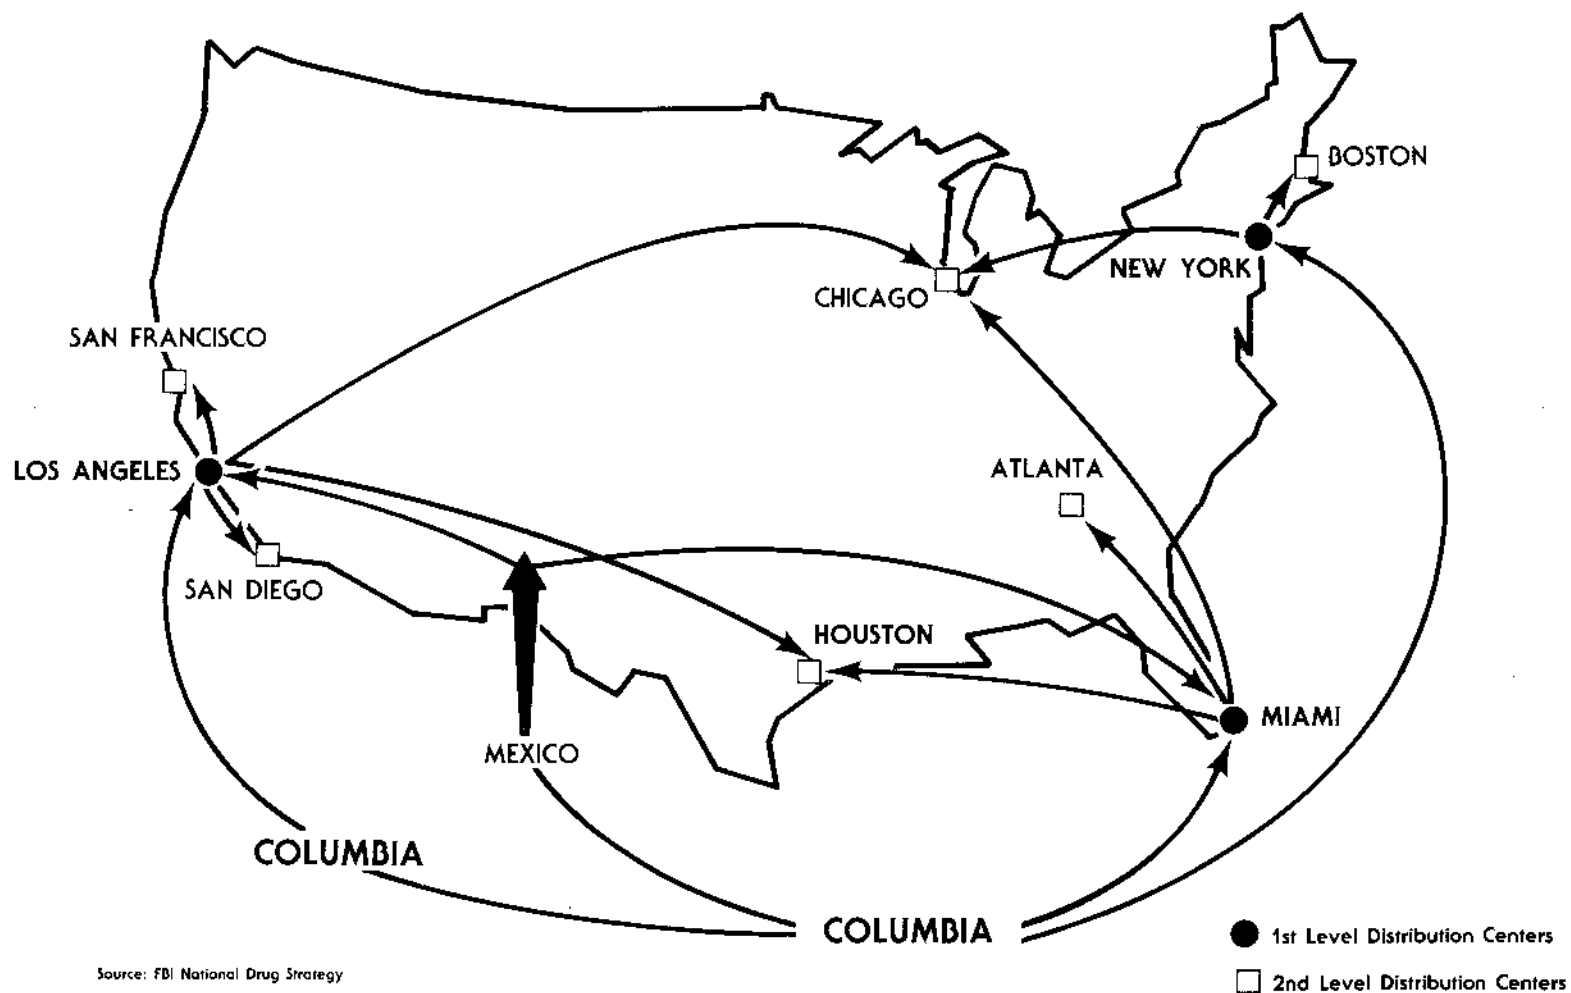 BOSTON
NEW YORK
CHICAGO
SAN FRANCISCO
LOS ANGELES
ATLANTA
SAN DIEGO
HOUSTON
MIAMI
MEXICO
COLUMBIA
COLUMBIA
1st Level Distribution Centers
Source: FBI National Drug Strategy
2nd Level Distribution Centers